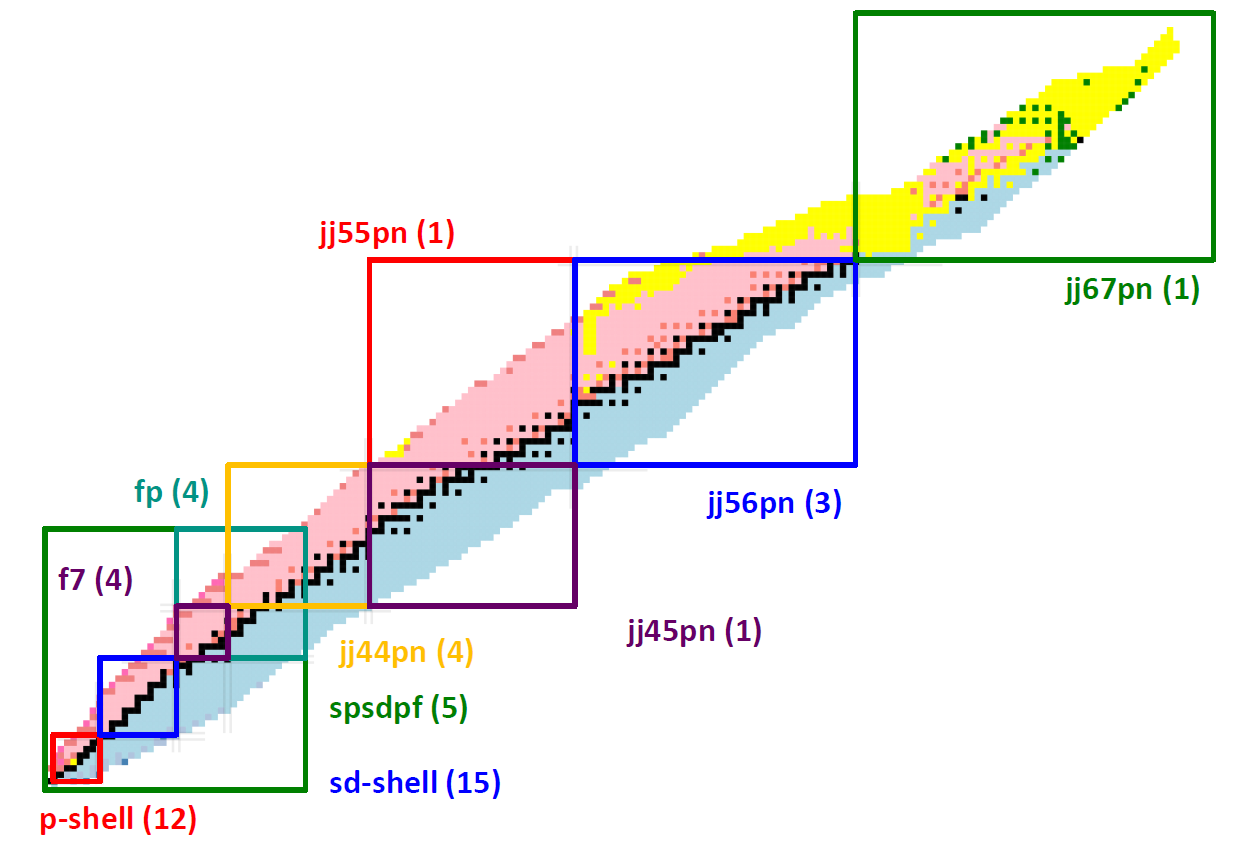 jj55pn (1)
jj67pn (1)
fp (4)
jj56pn (3)
f7 (4)
jj45pn (1)
jj44pn (4)
spsdpf (5)
sd-shell (15)
p-shell (12)